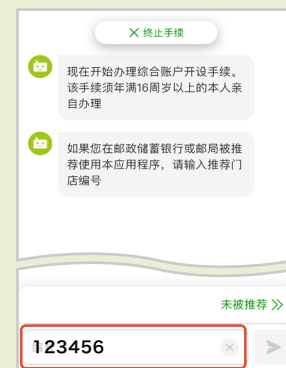 × 终止手续
现在开始办理综合账户开设手续。
该手续须年满16周岁以上的本人亲
自办理
如果您在邮政储蓄银行或邮局被推
荐使用本应用程序，请输入推荐门
店编号
未被推荐 >>
123456